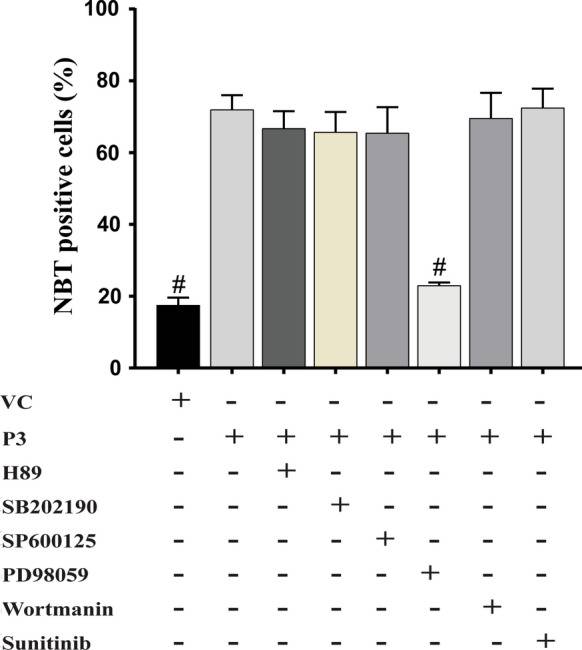 100
80
60
40
20
0
NBT positive cells (%)
#
#
VC + - - - - - - -
P3 - + + + + + + +
H89 - - + - - - - -
SB202190 - - - + - - - -
SP600125 - - - - + - - -
PD98059 - - - - - + - -
Wortmanin - - - - - - + -
Sunitinib - - - - - - - +